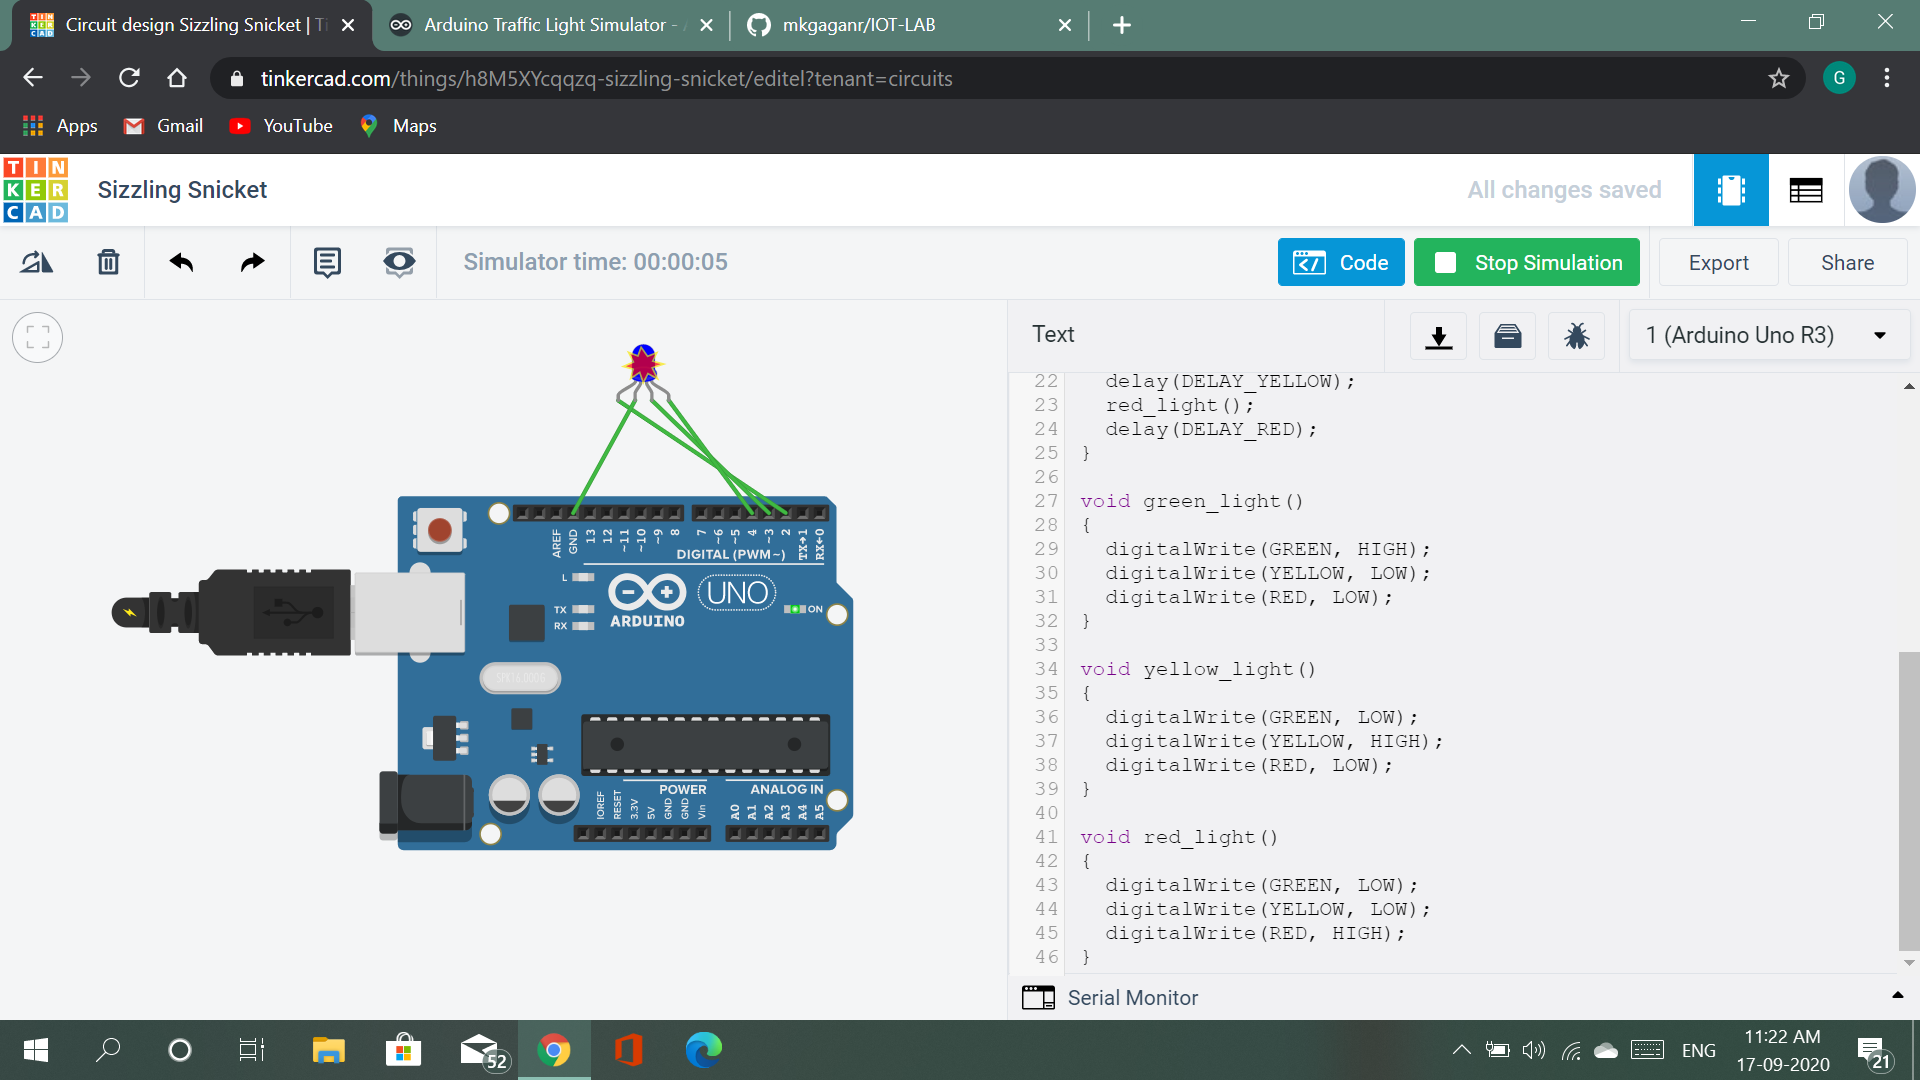 Circuit design Sizzling Snicket | Ti
Arduino Traffic Light Simulator -
mkgaganr/IOT-LAB
tinkercad.com/things/h8M5XYcqqzq-sizzling-snicket/editel?tenant=circuits
G
Apps
Gmail
YouTube
Maps
TIN
KER
CAD
Sizzling Snicket
All changes saved
Simulator time: 00:00:05
Code
Stop Simulation
Export
Share
Text
1 (Arduino Uno R3)
22 delay(DELAY_YELLOW);
23 red_light();
24 delay(DELAY_RED);
25 }
26
27 void green_light()
28 {
29 digitalWrite(GREEN, HIGH);
30 digitalWrite(YELLOW, LOW);
31 digitalWrite(RED, LOW);
32 }
33
34 void yellow_light()
35 {
36 digitalWrite(GREEN, LOW);
37 digitalWrite(YELLOW, HIGH);
38 digitalWrite(RED, LOW);
39 }
40
41 void red_light()
42 {
43 digitalWrite(GREEN, LOW);
44 digitalWrite(YELLOW, LOW);
45 digitalWrite(RED, HIGH);
46 }
AREF GND 13 12 ~11 ~10 ~9 8 7 ~6 ~5 4 ~3 2 TX→1 RX←0
DIGITAL (PWM~)
L
TX
RX
UNO
ON
ARDUINO
POWER
ANALOG IN
IOREF RESET 3.3V 5V GND GND Vin A0 A1 A2 A3 A4 A5
Serial Monitor
52
ENG
11:22 AM
17-09-2020
21